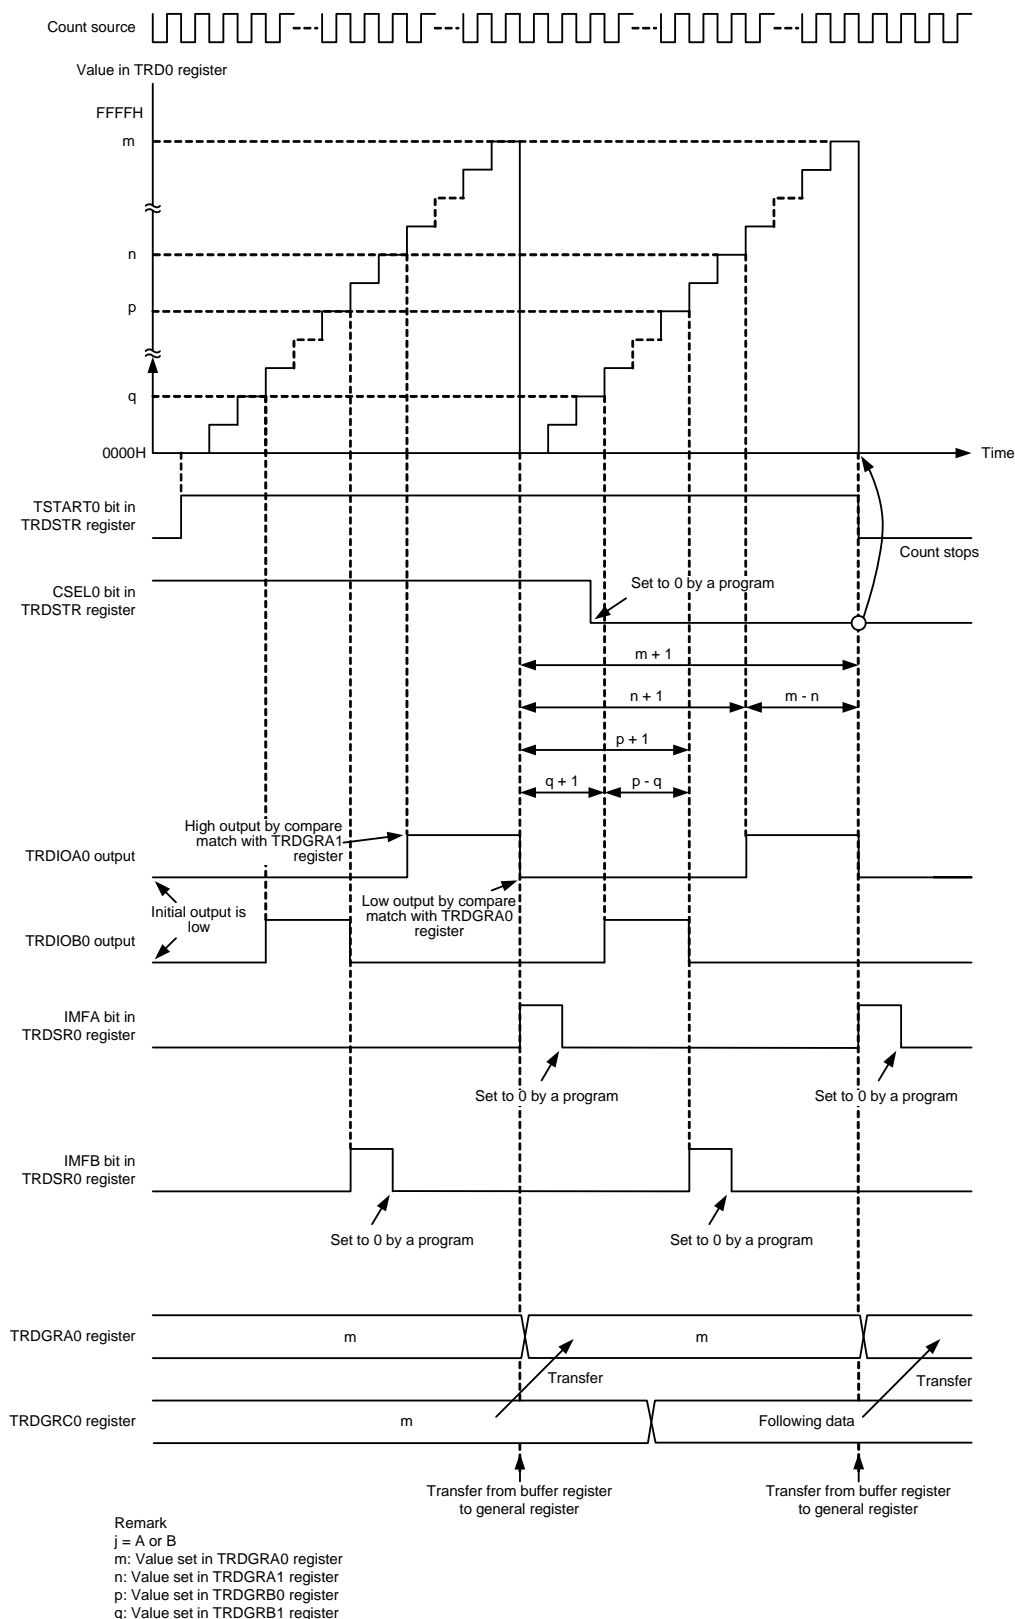 Count source
Value in TRD0 register
FFFFH
m
n
p
q
0000H
Time
TSTART0 bit in
TRDSTR register
Count stops
CSEL0 bit in
TRDSTR register
Set to 0 by a program
m + 1
n + 1
m - n
p + 1
q + 1
p - q
High output by compare
match with TRDGRA1
register
TRDIOA0 output
Low output by compare
match with TRDGRA0
register
Initial output is
low
TRDIOB0 output
IMFA bit in
TRDSR0 register
Set to 0 by a program
Set to 0 by a program
IMFB bit in
TRDSR0 register
Set to 0 by a program
Set to 0 by a program
TRDGRA0 register
m
m
Transfer
Transfer
TRDGRC0 register
m
Following data
Transfer from buffer register
to general register
Transfer from buffer register
to general register
Remark
j = A or B
m: Value set in TRDGRA0 register
n: Value set in TRDGRA1 register
p: Value set in TRDGRB0 register
q: Value set in TRDGRB1 register